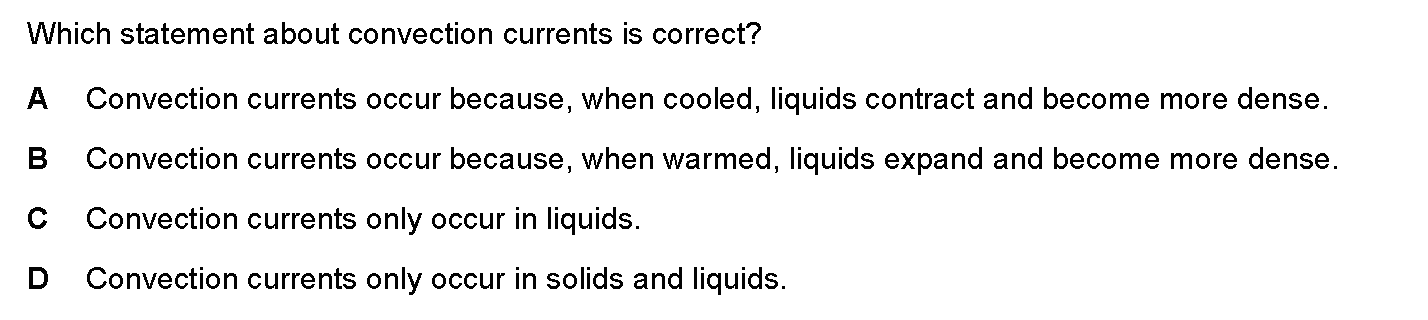 Which statement about convection currents is correct?
A Convection currents occur because, when cooled, liquids contract and become more dense.
B Convection currents occur because, when warmed, liquids expand and become more dense.
C Convection currents only occur in liquids.
D Convection currents only occur in solids and liquids.